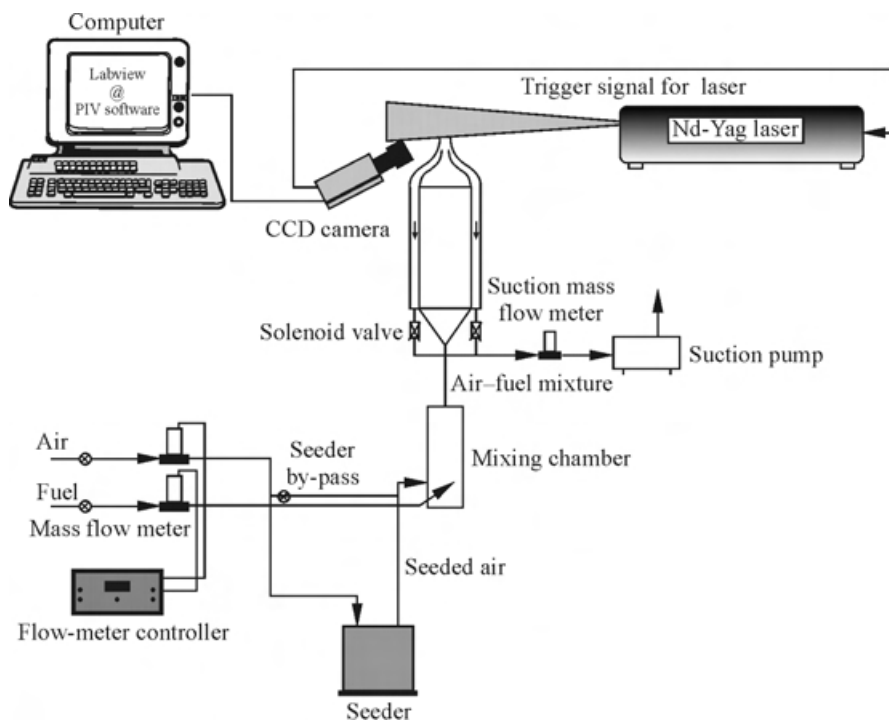 Computer
Labview
@
PIV software
Trigger signal for laser
Nd-Yag laser
CCD camera
Suction mass
flow meter
Solenoid valve
Suction pump
Air–fuel mixture
Air
Seeder
by-pass
Mixing chamber
Fuel
Mass flow meter
Seeded air
Flow-meter controller
Seeder